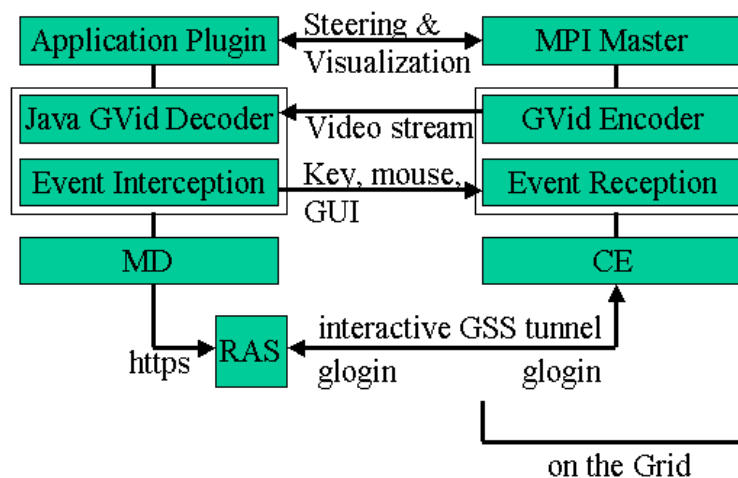 Application Plugin
Steering &
Visualization
MPI Master
Java GVid Decoder
Video stream
GVid Encoder
Event Interception
Key, mouse,
GUI
Event Reception
MD
CE
https
RAS
interactive GSS tunnel
glogin
glogin
on the Grid